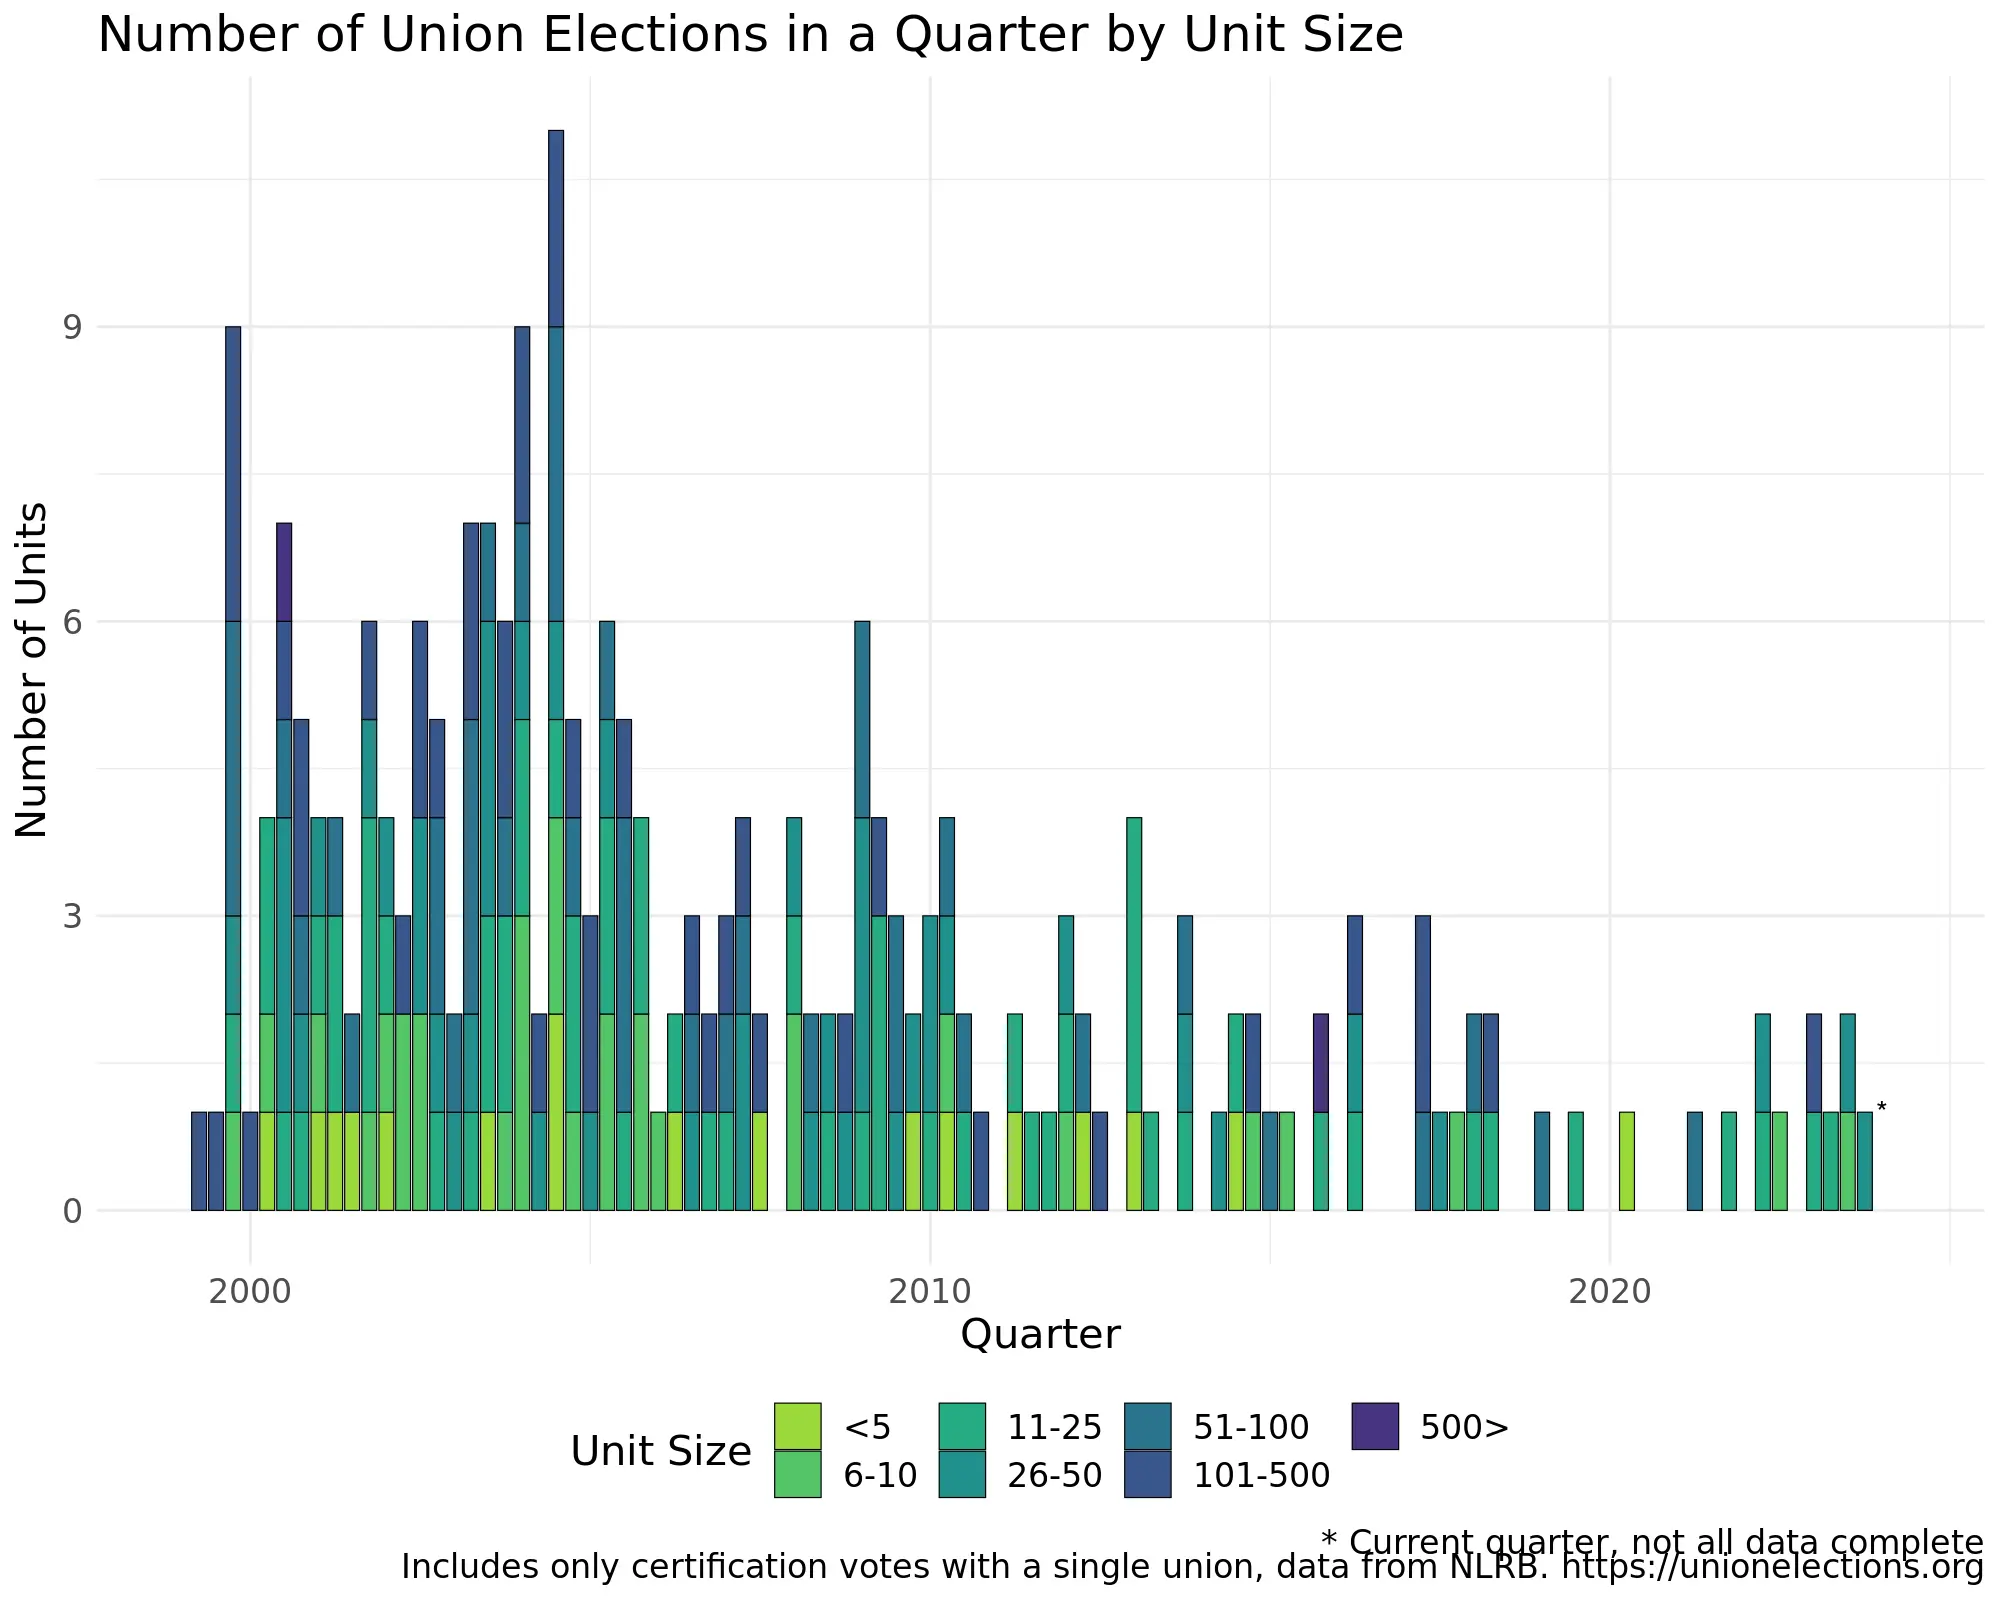 Number of Union Elections in a Quarter by Unit Size
Number of Units
9
6
3
0
*
2000 2010 2020
Quarter
Unit Size
<5 11-25 51-100 500>
6-10 26-50 101-500
* Current quarter, not all data complete
Includes only certification votes with a single union, data from NLRB. https://unionelections.org